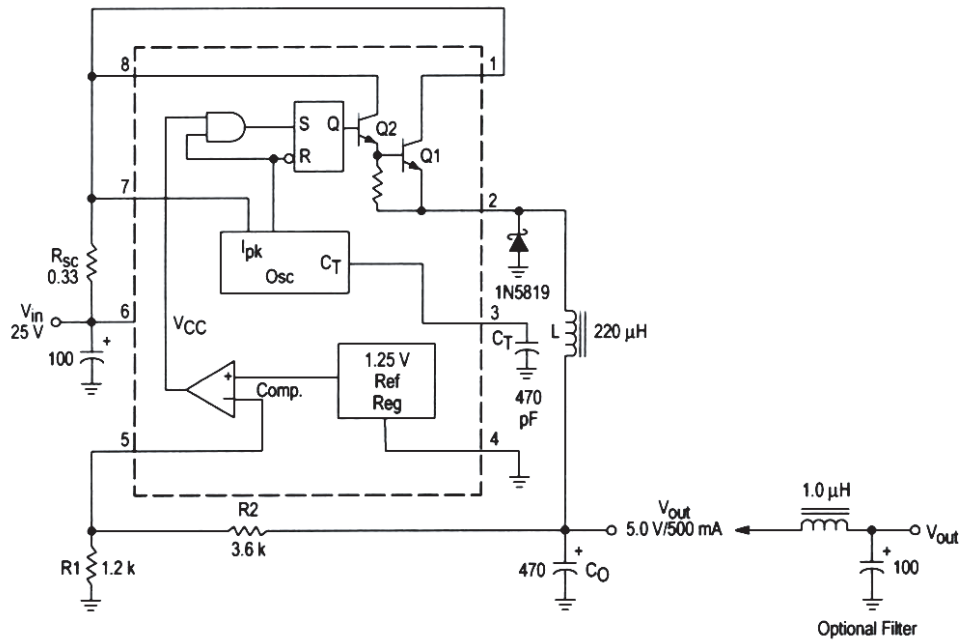 8
1
S
Q
Q2
R
Q1
7
2
Ipk
Osc
CT
Rsc
0.33
1N5819
Vin
25 V
6
VCC
3
CT
L
220 µH
100
+
470
pF
+
−
Comp.
1.25 V
Ref
Reg
5
4
R2
3.6 k
Vout
5.0 V/500 mA
1.0 µH
Vout
R1
1.2 k
470
+
CO
+
100
Optional Filter